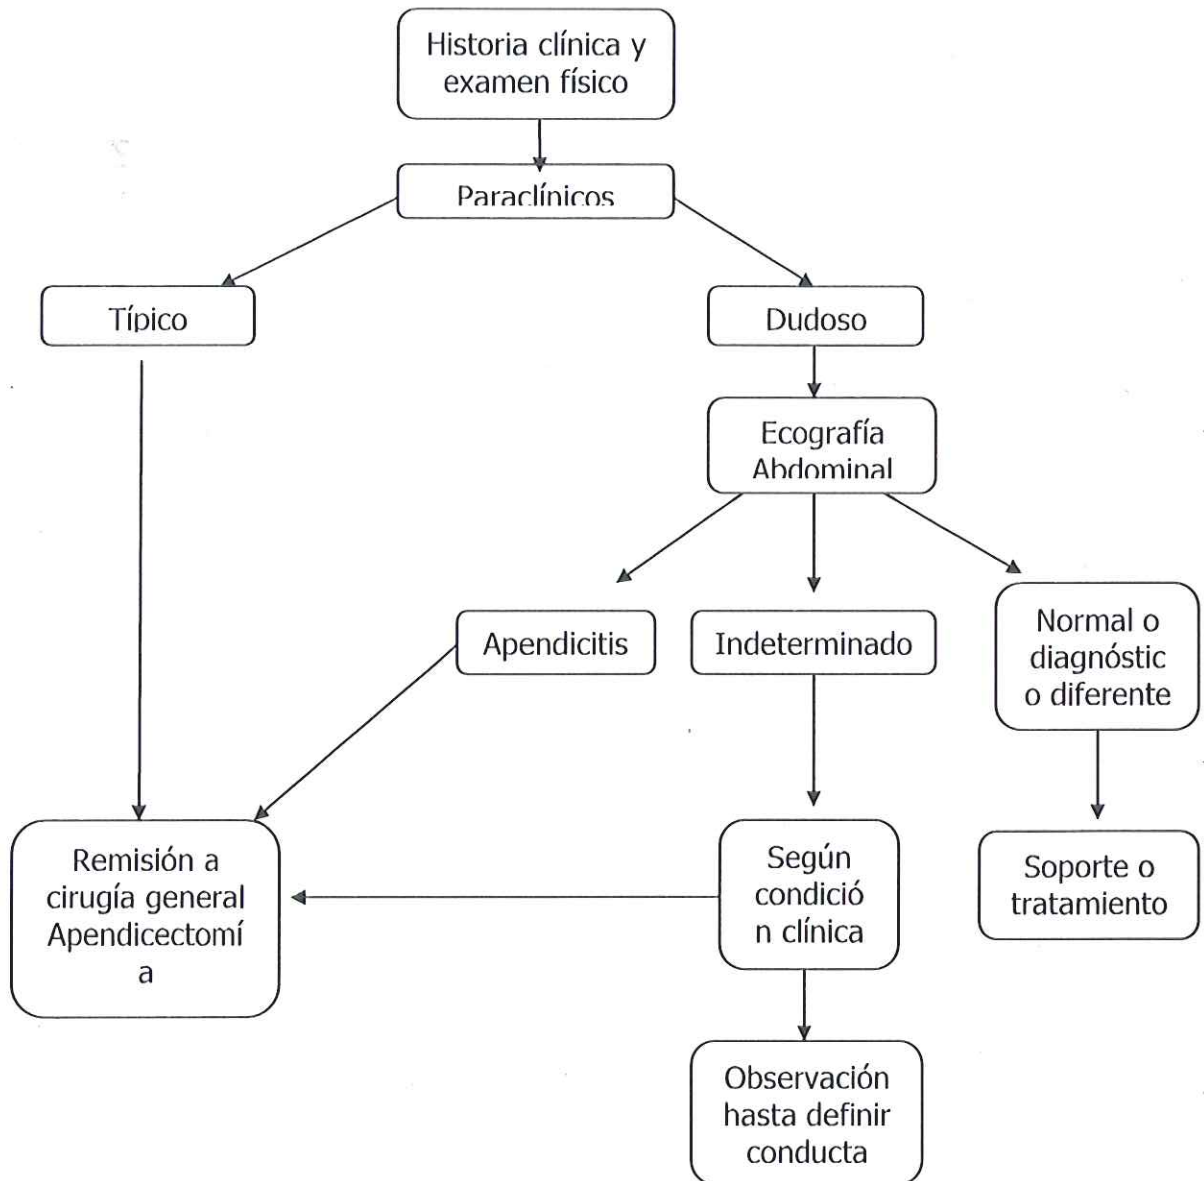 Historia clínica y
examen físico
Paraclínicos
Típico
Dudoso
Ecografía
Abdominal
Apendicitis
Indeterminado
Normal o
diagnóstic
o diferente
Remisión a
cirugía general
Apendicectomí
a
Según
condició
n clínica
Soporte o
tratamiento
Observación
hasta definir
conducta